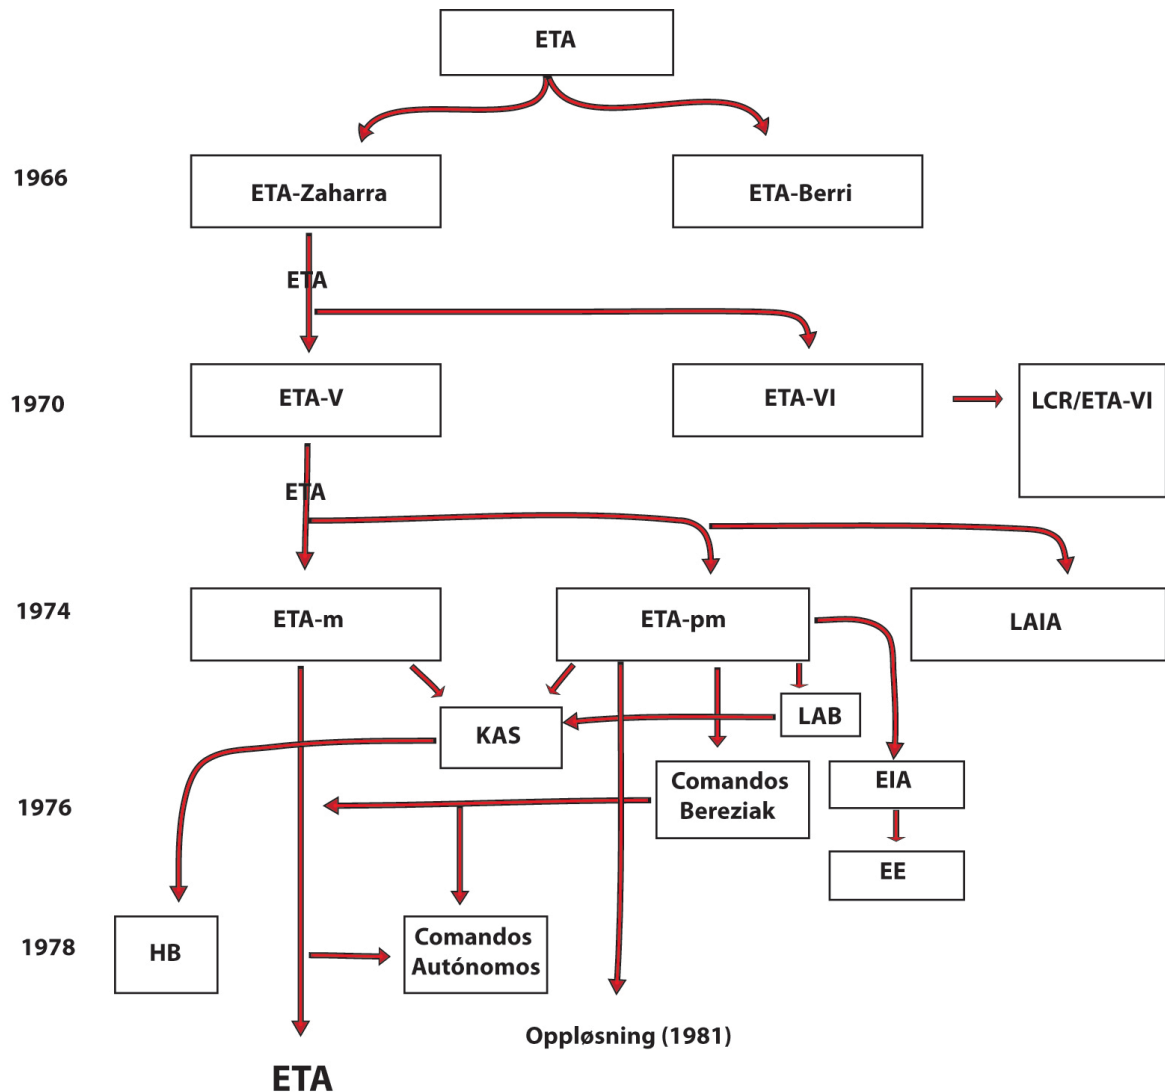 ETA
1966
ETA-Zaharra
ETA-Berri
ETA
1970
ETA-V
ETA-VI
LCR/ETA-VI
ETA
1974
ETA-m
ETA-pm
LAIA
LAB
KAS
Comandos
Bereziak
EIA
1976
EE
1978
HB
Comandos
Autónomos
Oppløsning (1981)
ETA